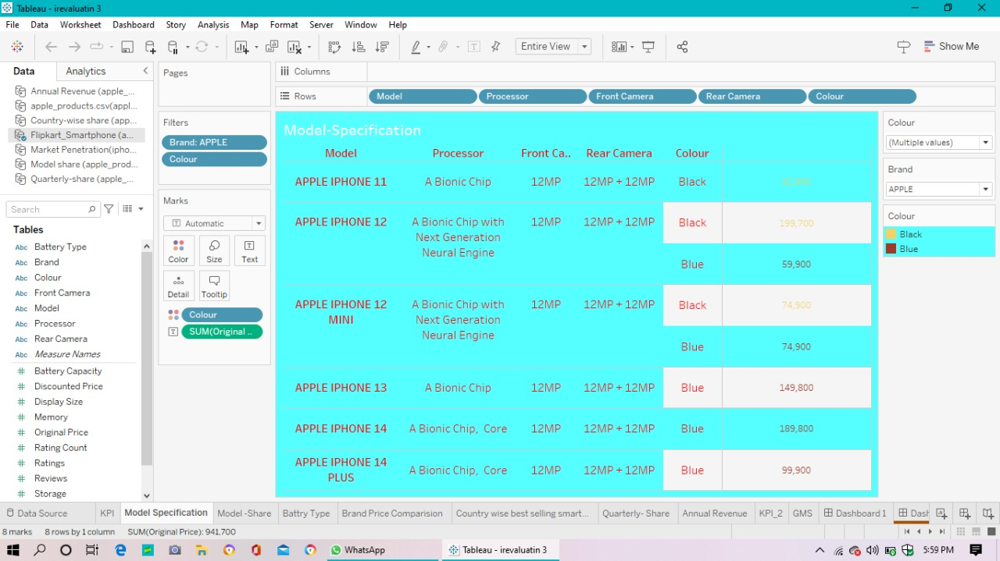 Tableau - irevaluatin 3
File Data Worksheet Dashboard Story Analysis Map Format Server Window Help
Entire View
Show Me
Data Analytics
Annual Revenue (apple_...
apple_products.csv(appl...
Country-wise share (app...
Flipkart_Smartphone (a...
Market Penetration(ipho...
Model share (apple_prod...
Quarterly-share (apple_...
Search
Tables
Abc Battery Type
Abc Brand
Abc Colour
Abc Front Camera
Abc Model
Abc Processor
Abc Rear Camera
Abc Measure Names
# Battery Capacity
# Discounted Price
# Display Size
# Memory
# Original Price
# Rating Count
# Ratings
# Reviews
# Storage
Pages
Filters
Brand: APPLE
Colour
Marks
T Automatic
Color Size Text
Detail Tooltip
Colour
SUM(Original ..
Columns
Rows Model Processor Front Camera Rear Camera Colour
Model-Specification
Model Processor Front Ca.. Rear Camera Colour
APPLE IPHONE 11 A Bionic Chip 12MP 12MP + 12MP Black 92,800
APPLE IPHONE 12 A Bionic Chip with 12MP 12MP + 12MP Black 199,700
Next Generation
Neural Engine
Blue 59,900
APPLE IPHONE 12 A Bionic Chip with 12MP 12MP + 12MP Black 74,900
MINI Next Generation
Neural Engine
Blue 74,900
APPLE IPHONE 13 A Bionic Chip 12MP 12MP + 12MP Blue 149,800
APPLE IPHONE 14 A Bionic Chip, Core 12MP 12MP + 12MP Blue 189,800
APPLE IPHONE 14
PLUS A Bionic Chip, Core 12MP 12MP + 12MP Blue 99,900
Colour
(Multiple values)
Brand
APPLE
Colour
Black
Blue
Data Source KPI Model Specification Model -Share Battry Type Brand Price Comparision Country wise best selling smart... Quarterly- Share Annual Revenue KPI_2 GMS Dashboard 1 Dash
8 marks 8 rows by 1 column SUM(Original Price): 941,700
WhatsApp Tableau - irevaluatin 3 5:59 PM